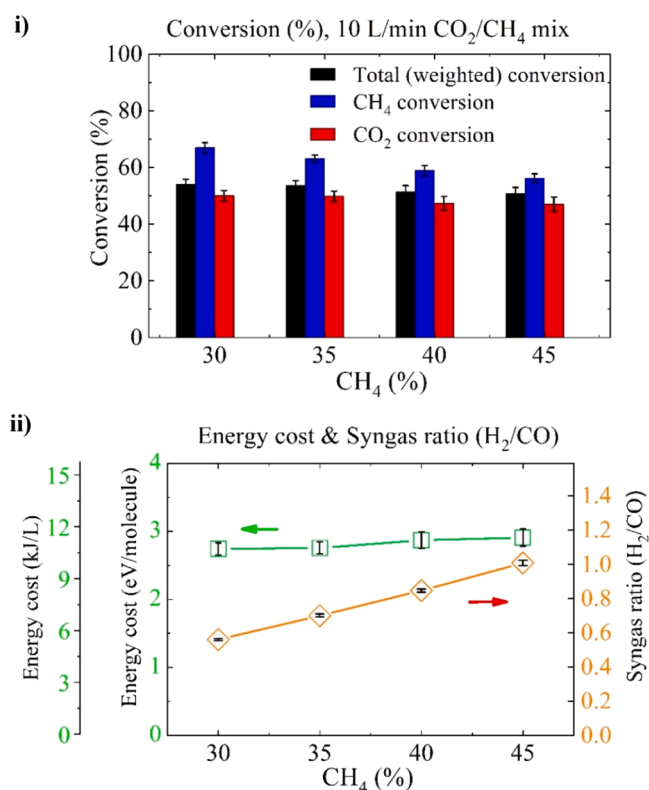 i)
Conversion (%), 10 L/min CO₂/CH₄ mix
Total (weighted) conversion
CH₄ conversion
CO₂ conversion
Conversion (%)
100
80
60
40
20
0
30 35 40 45
CH₄ (%)
ii)
Energy cost & Syngas ratio (H₂/CO)
Energy cost (kJ/L)
15
12
9
6
3
0
Energy cost (eV/molecule)
4
3
2
1
0
1.4
1.2
1.0
0.8
0.6
0.4
0.2
0.0
Syngas ratio (H₂/CO)
30 35 40 45
CH₄ (%)